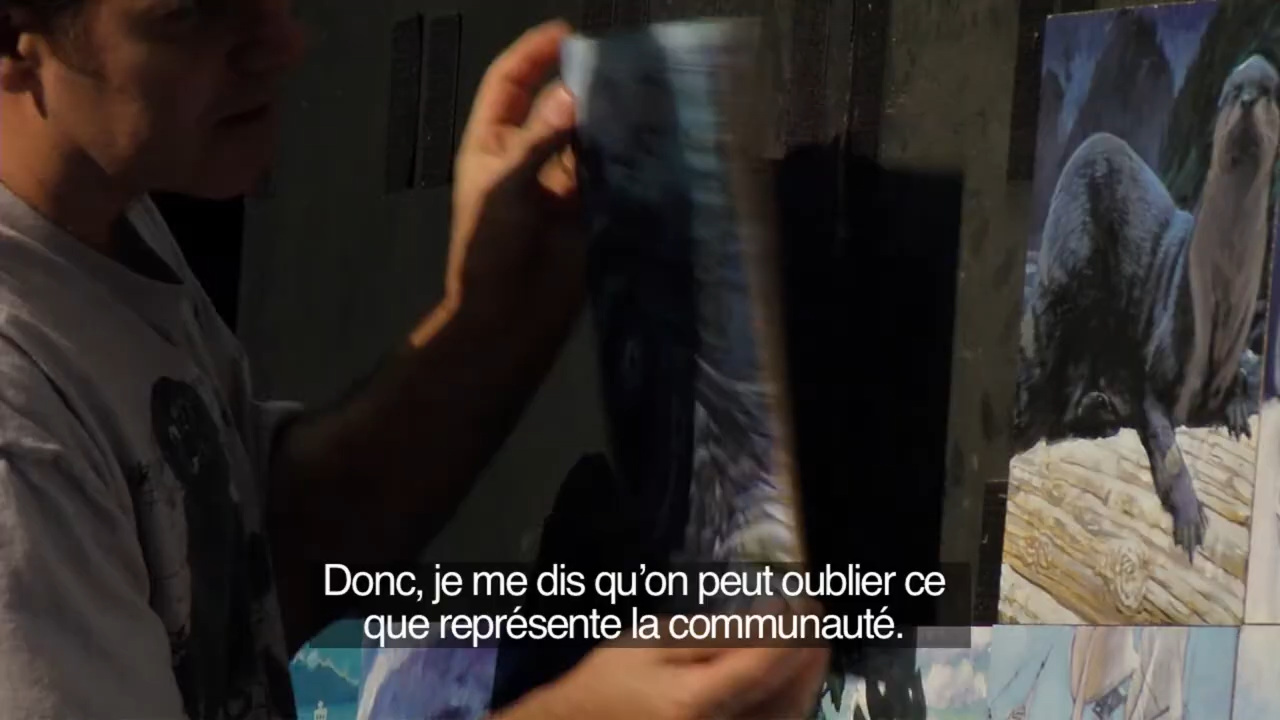 Donc, je me dis qu'on peut oublier ce
que représente la communauté.